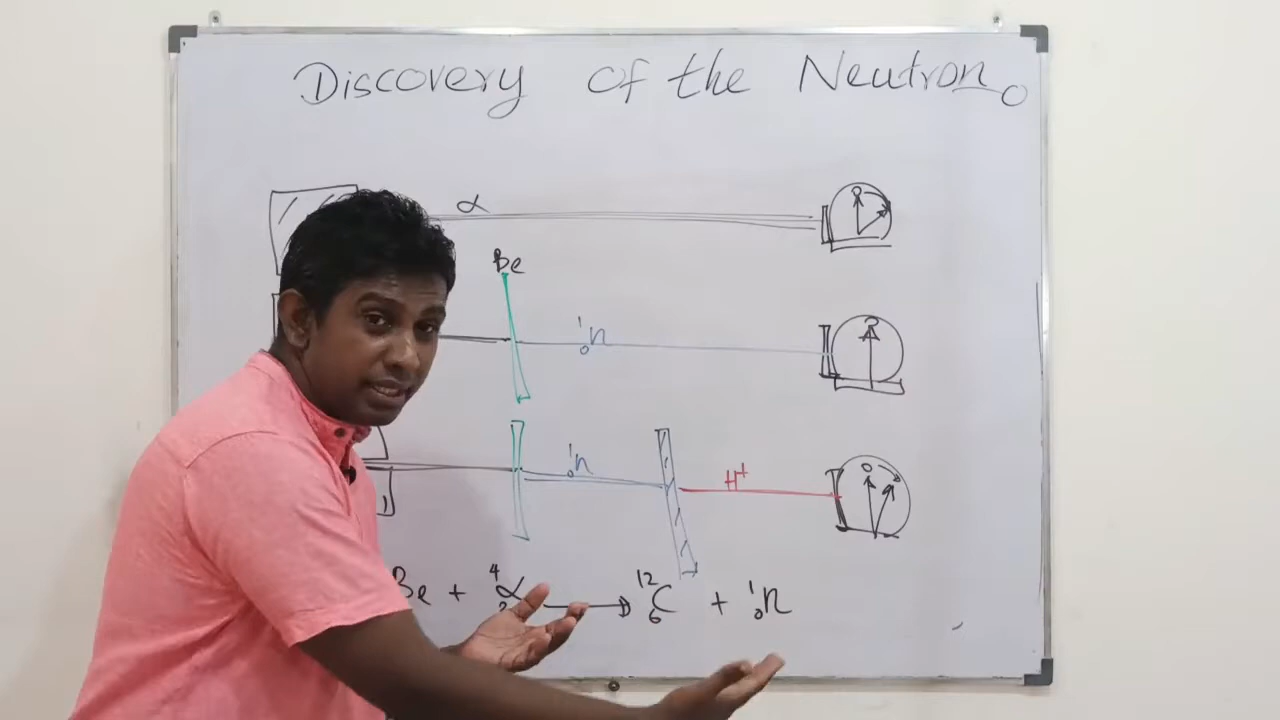 Discovery of the Neutron
α
Be
¹₀n
¹₀n H⁺
Be + ⁴₂α → ¹²₆C + ¹₀n